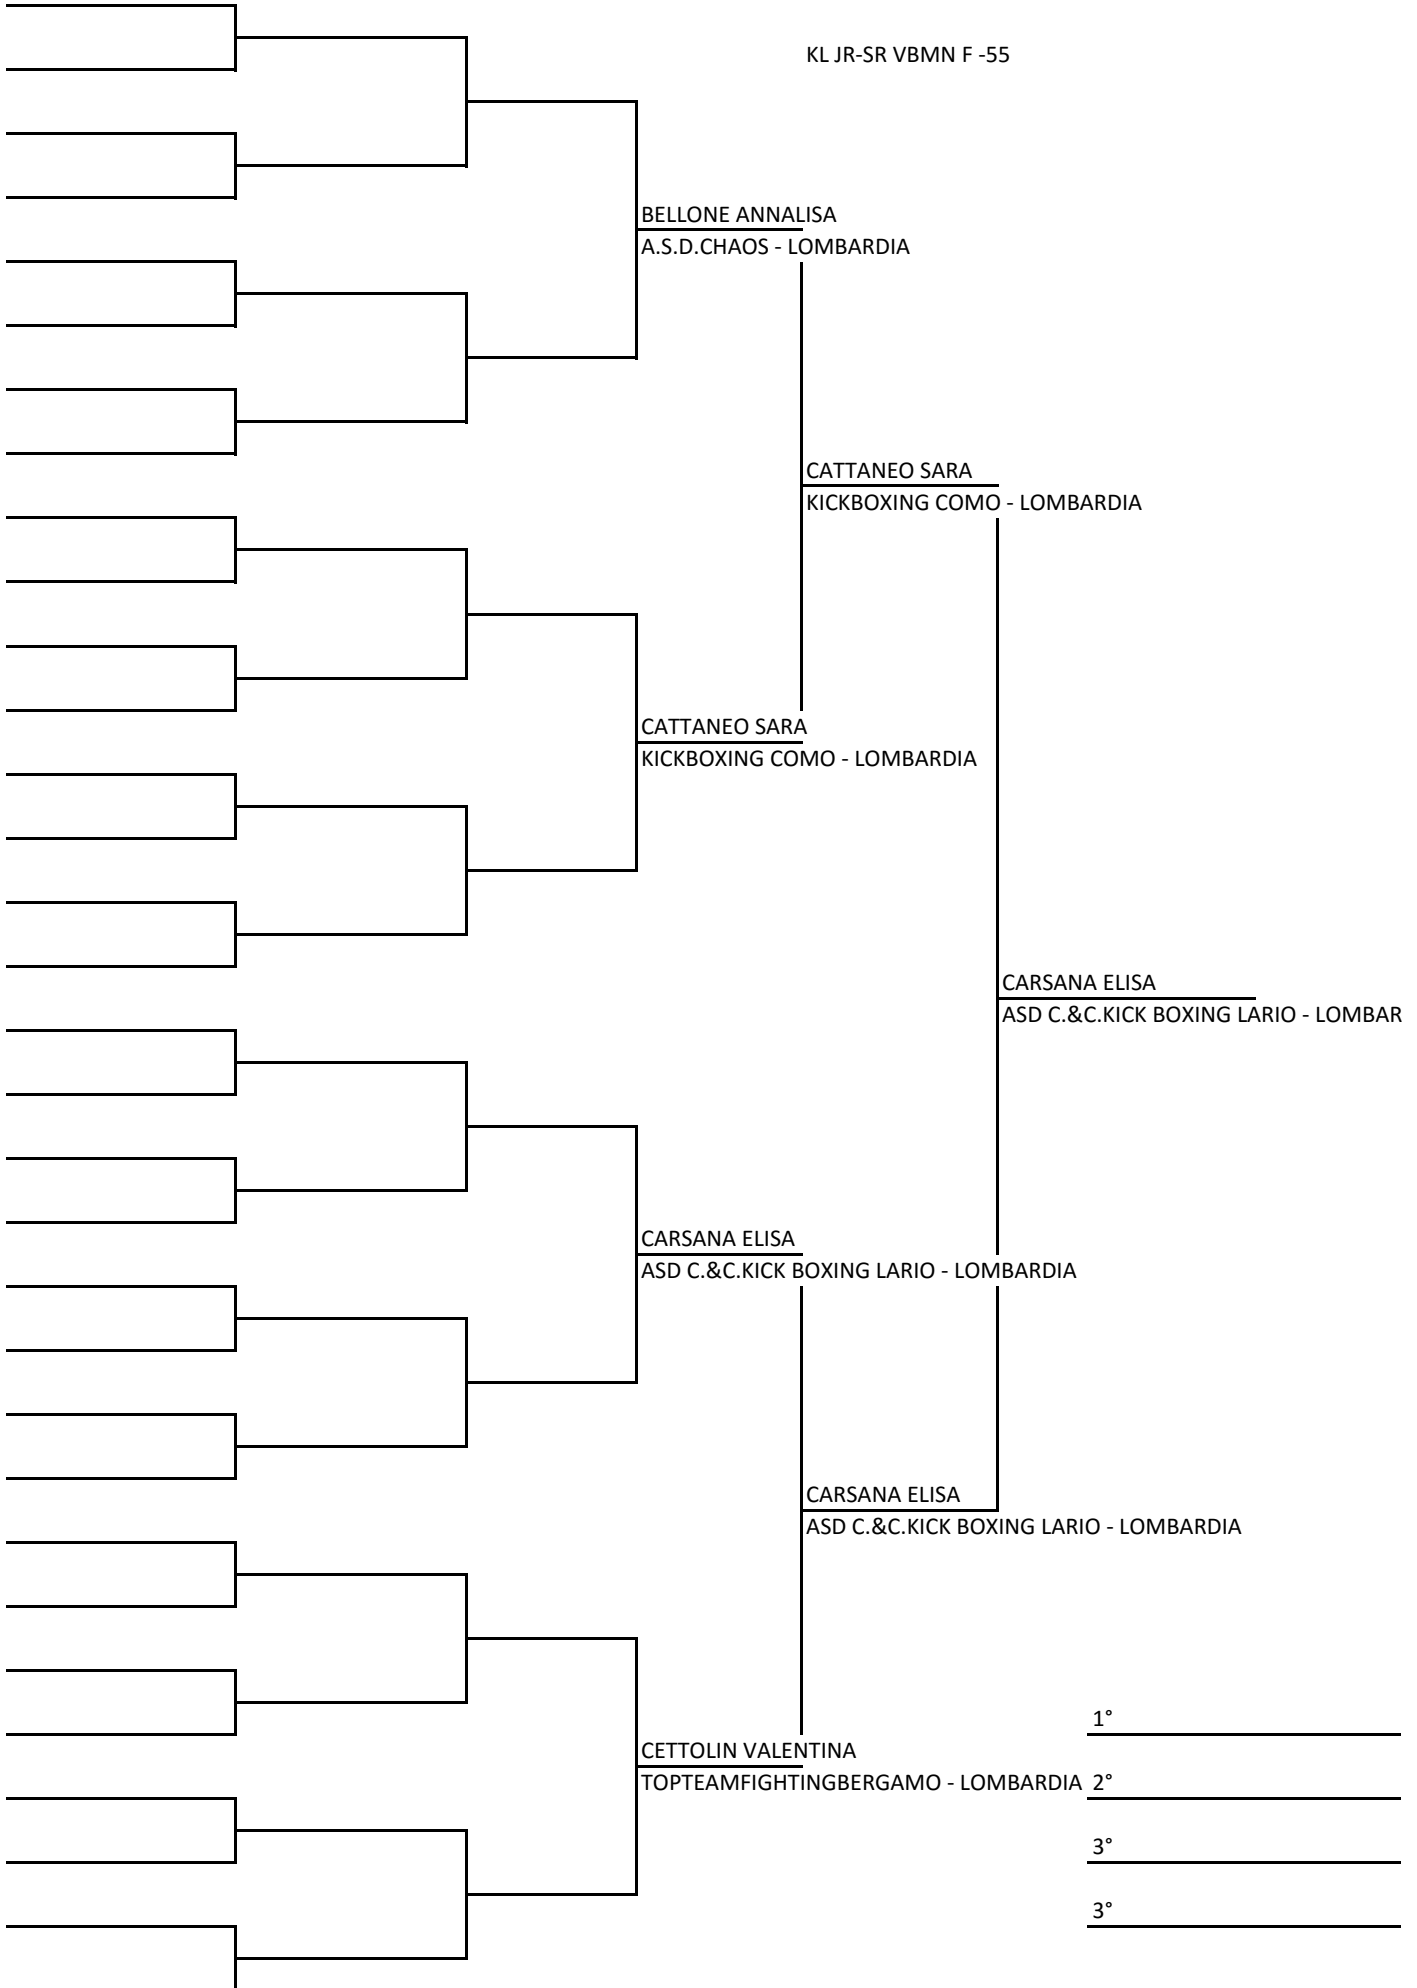 KL JR-SR VBMN F -55
BELLONE ANNALISA
A.S.D.CHAOS - LOMBARDIA
CATTANEO SARA
KICKBOXING COMO - LOMBARDIA
CATTANEO SARA
KICKBOXING COMO - LOMBARDIA
CARSANA ELISA
ASD C.&C.KICK BOXING LARIO - LOMBAR
CARSANA ELISA
ASD C.&C.KICK BOXING LARIO - LOMBARDIA
CARSANA ELISA
ASD C.&C.KICK BOXING LARIO - LOMBARDIA
1°
CETTOLIN VALENTINA
TOPTEAMFIGHTINGBERGAMO - LOMBARDIA 2°
3°
3°